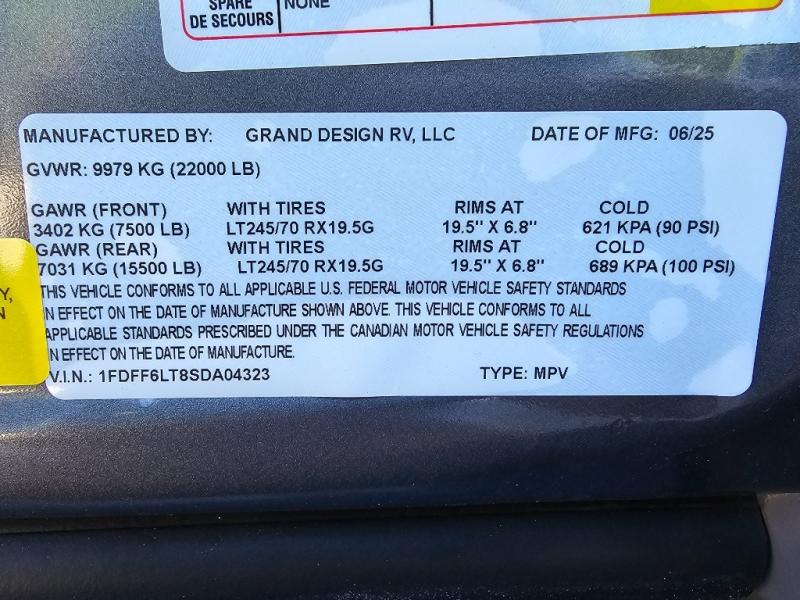 SPARE
DE SECOURS
NONE
MANUFACTURED BY: GRAND DESIGN RV, LLC DATE OF MFG: 06/25
GVWR: 9979 KG (22000 LB)
GAWR (FRONT) WITH TIRES RIMS AT COLD
3402 KG (7500 LB) LT245/70 RX19.5G 19.5" X 6.8" 621 KPA (90 PSI)
GAWR (REAR) WITH TIRES RIMS AT COLD
7031 KG (15500 LB) LT245/70 RX19.5G 19.5" X 6.8" 689 KPA (100 PSI)
THIS VEHICLE CONFORMS TO ALL APPLICABLE U.S. FEDERAL MOTOR VEHICLE SAFETY STANDARDS
IN EFFECT ON THE DATE OF MANUFACTURE SHOWN ABOVE. THIS VEHICLE CONFORMS TO ALL
APPLICABLE STANDARDS PRESCRIBED UNDER THE CANADIAN MOTOR VEHICLE SAFETY REGULATIONS
IN EFFECT ON THE DATE OF MANUFACTURE.
V.I.N.: 1FDFF6LT8SDA04323 TYPE: MPV